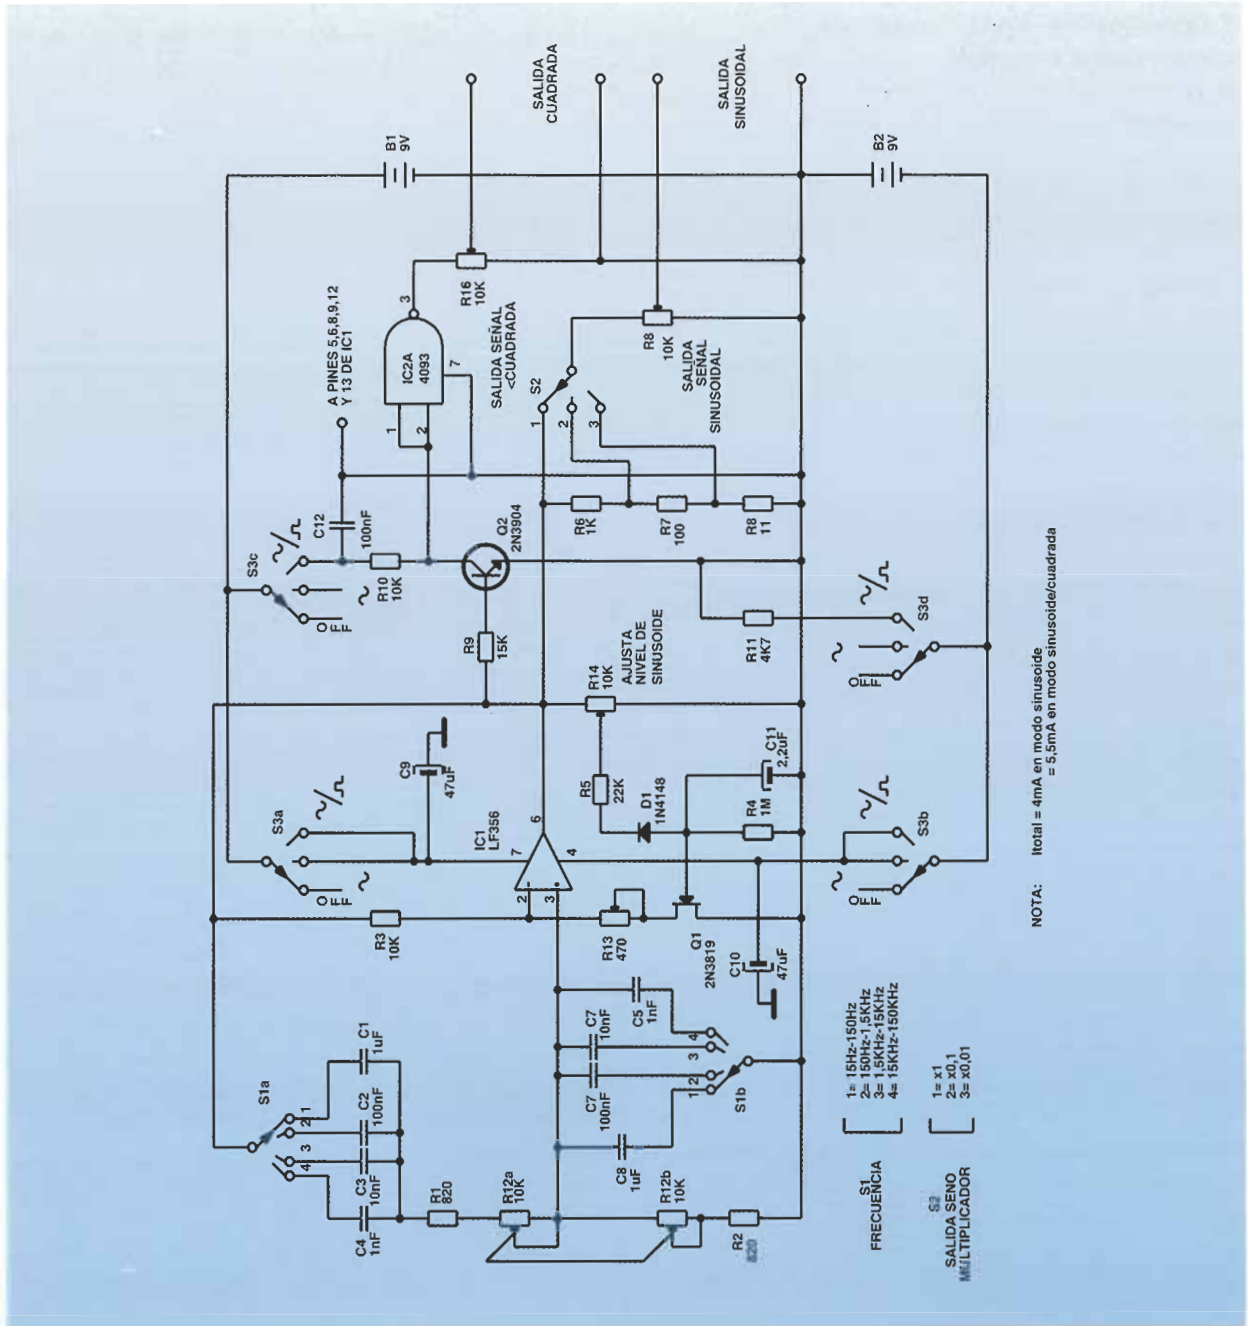 S1a
C4
1nF
C3
10nF
C2
100nF
C1
1uF
4
3
2
1
R1
820
R12a
10K
R12b
10K
R2
820
C8
1uF
C7
100nF
C7
10nF
C5
1nF
1
2
3
4
S1b
R3
10K
2
3
7
4
6
IC1
LF356
R13
470
Q1
2N3819
C10
47uF
S3a
OFF
C9
47uF
R5
22K
D1
1N4148
R4
1M
C11
2,2uF
S3b
OFF
R14
10K
AJUSTA
NIVEL DE
SINUSOIDE
R9
15K
Q2
2N3904
S3c
OFF
R10
10K
C12
100nF
A PINES 5,6,8,9,12
Y 13 DE IC1
R11
4K7
S3d
OFF
R6
1K
R7
100
R8
11
S2
1
2
3
1
2
3
7
IC2A
4093
R16
10K
SALIDA SEÑAL
<CUADRADA
R8
10K
SALIDA
SEÑAL
SINUSOIDAL
B1
9V
B2
9V
SALIDA
CUADRADA
SALIDA
SINUSOIDAL
S1
FRECUENCIA
1= 15Hz-150Hz
2= 150Hz-1,5KHz
3= 1,5KHz-15KHz
4= 15KHz-150KHz
S2
SALIDA SENO
MULTIPLICADOR
1= x1
2= x0,1
3= x0,01
NOTA: Itotal = 4mA en modo sinusoide
= 5,5mA en modo sinusoide/cuadrada